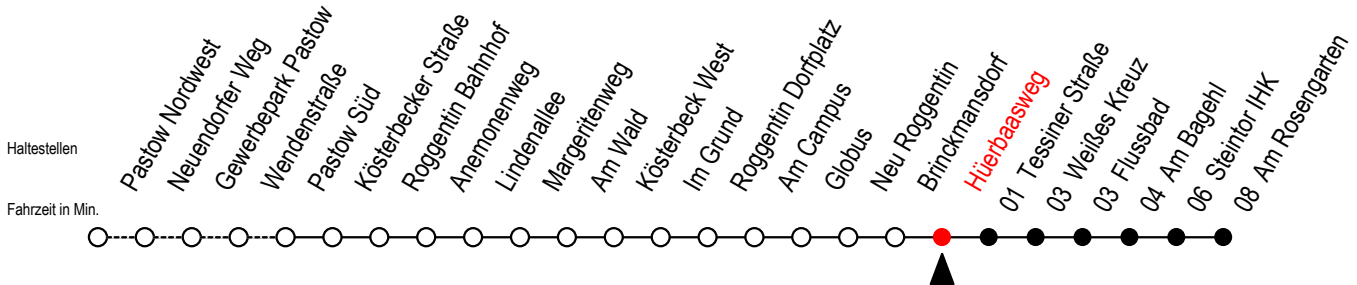 Haltestellen
Fahrzeit in Min.
Pastow Nordwest
Neuendorfer Weg
Gewerbepark Pastow
Wendenstraße
Pastow Süd
Kösterbecker Straße
Roggentin Bahnhof
Anemonenweg
Lindenallee
Margeritenweg
Am Wald
Kösterbeck West
Im Grund
Roggentin Dorfplatz
Am Campus
Globus
Neu Roggentin
Brinckmansdorf
Hüerbaasweg
01 Tessiner Straße
03 Weißes Kreuz
03 Flussbad
04 Am Bagehl
06 Steintor IHK
08 Am Rosengarten